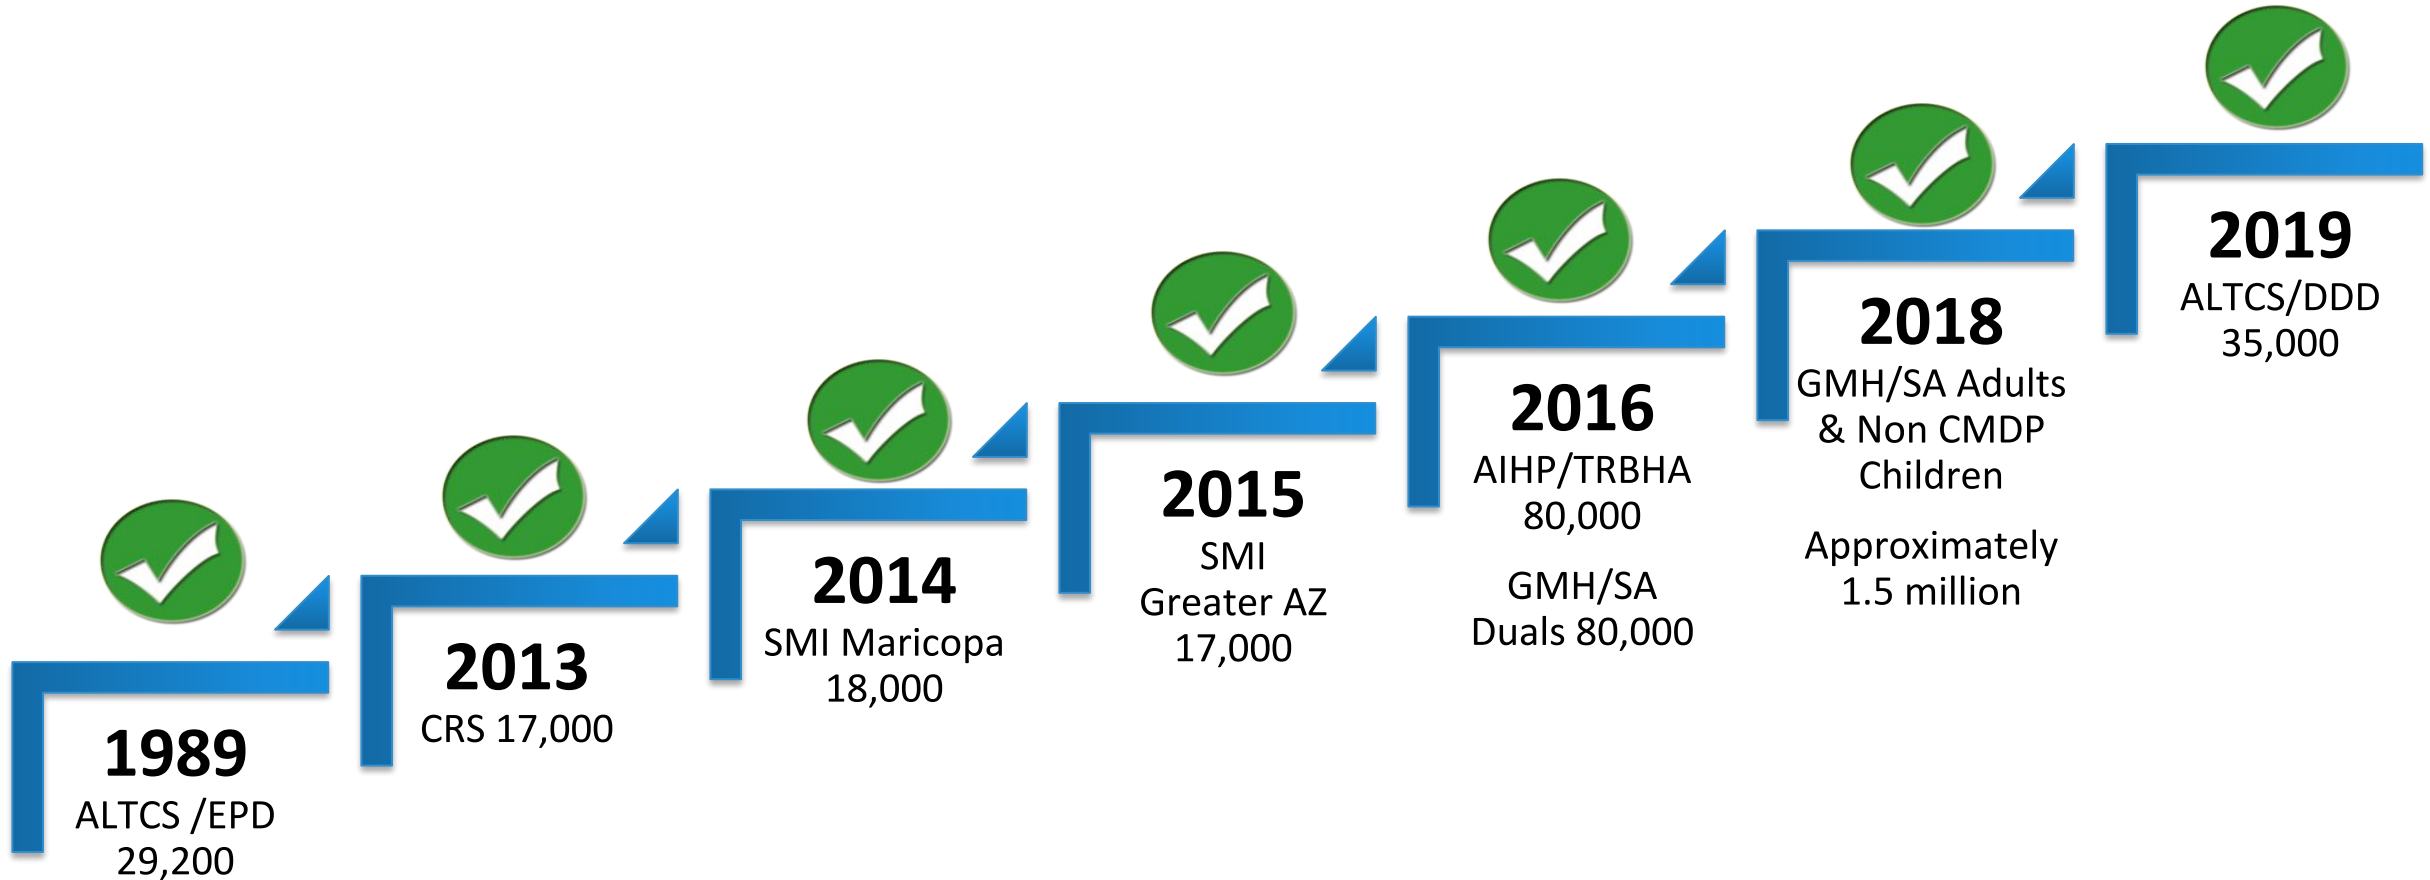 1989
ALTCS /EPD
29,200
2013
CRS 17,000
2014
SMI Maricopa
18,000
2015
SMI
Greater AZ
17,000
2016
AIHP/TRBHA
80,000
GMH/SA
Duals 80,000
2018
GMH/SA Adults
& Non CMDP
Children
Approximately
1.5 million
2019
ALTCS/DDD
35,000